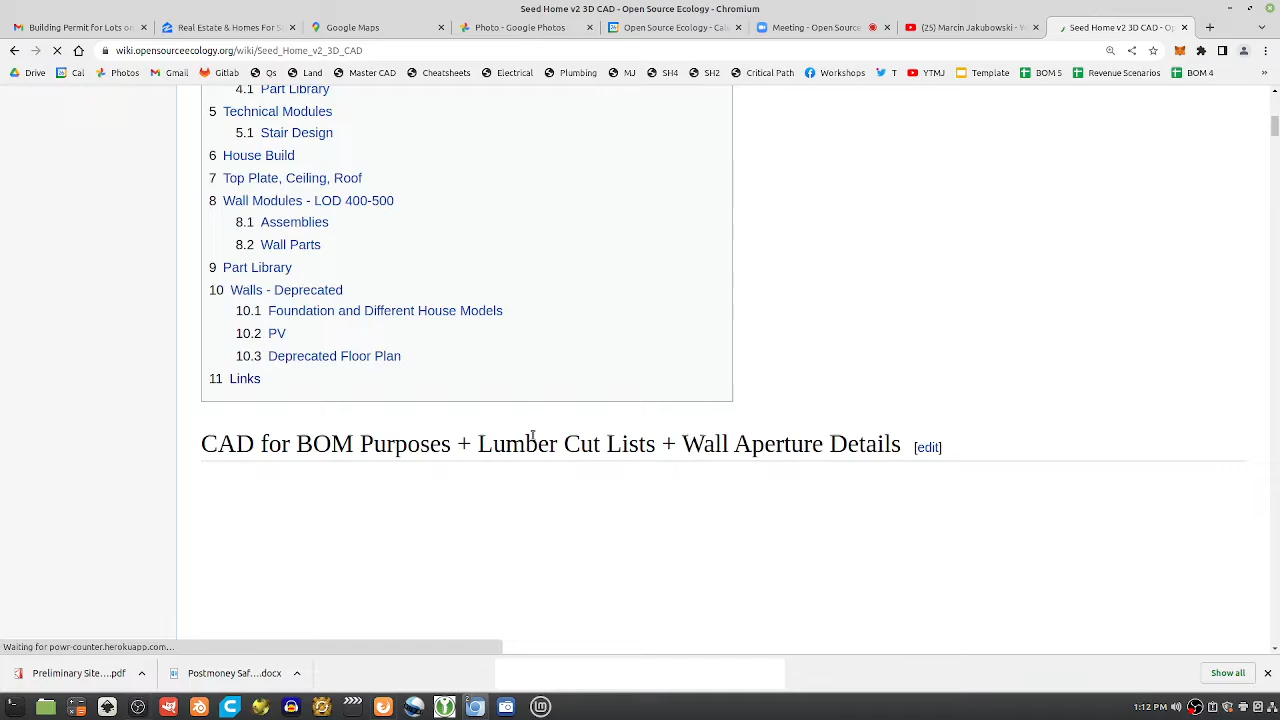 Seed Home v2 3D CAD - Open Source Ecology - Chromium
Building Permit for Lots on
Real Estate & Homes For S
Google Maps
Photo - Google Photos
Open Source Ecology - Cal
Meeting - Open Source
(25) Marcin Jakubowski - Y
Seed Home v2 3D CAD - O
wiki.opensourceecology.org/wiki/Seed_Home_v2_3D_CAD
Drive Cal Photos Gmail Gitlab Qs Land Master CAD Cheatsheets Electrical Plumbing MJ SH4 SH2 Critical Path Workshops T YTMJ Template BOM 5 Revenue Scenarios BOM 4 »
4.1 Part Library
5 Technical Modules
5.1 Stair Design
6 House Build
7 Top Plate, Ceiling, Roof
8 Wall Modules - LOD 400-500
8.1 Assemblies
8.2 Wall Parts
9 Part Library
10 Walls - Deprecated
10.1 Foundation and Different House Models
10.2 PV
10.3 Deprecated Floor Plan
11 Links
CAD for BOM Purposes + Lumber Cut Lists + Wall Aperture Details [edit]
Waiting for powr-counter.herokuapp.com...
Preliminary Site....pdf
Postmoney Saf....docx
Show all
1:12 PM